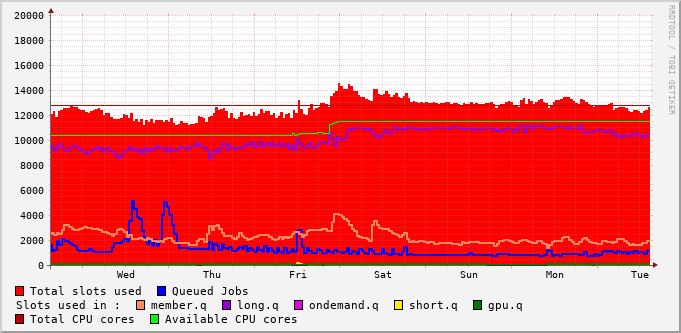 20000
18000
16000
14000
12000
10000
8000
6000
4000
2000
0
Wed Thu Fri Sat Sun Mon Tue
Total slots used Queued Jobs
Slots used in : member.q long.q ondemand.q short.q gpu.q
Total CPU cores Available CPU cores
RRDTOOL / TOBI OETIKER